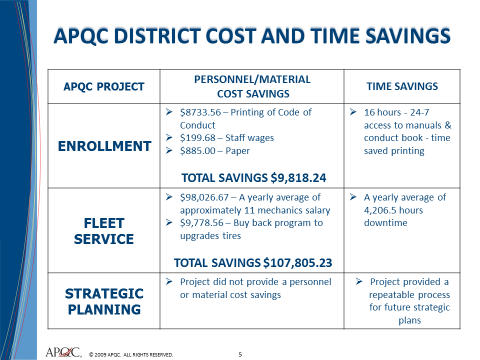 APQC DISTRICT COST AND TIME SAVINGS
APQC PROJECT
PERSONNEL/MATERIAL
COST SAVINGS
TIME SAVINGS
ENROLLMENT
$8733.56 – Printing of Code of
Conduct
$199.68 – Staff wages
$885.00 – Paper
TOTAL SAVINGS $9,818.24
16 hours - 24-7
access to manuals &
conduct book - time
saved printing
FLEET
SERVICE
$98,026.67 – A yearly average of
approximately 11 mechanics salary
$9,778.56 – Buy back program to
upgrades tires
TOTAL SAVINGS $107,805.23
A yearly average of
4,206.5 hours
downtime
STRATEGIC
PLANNING
Project did not provide a personnel
or material cost savings
Project provided a
repeatable process
for future strategic
plans
APQC
© 2009 APQC. ALL RIGHTS RESERVED.
5